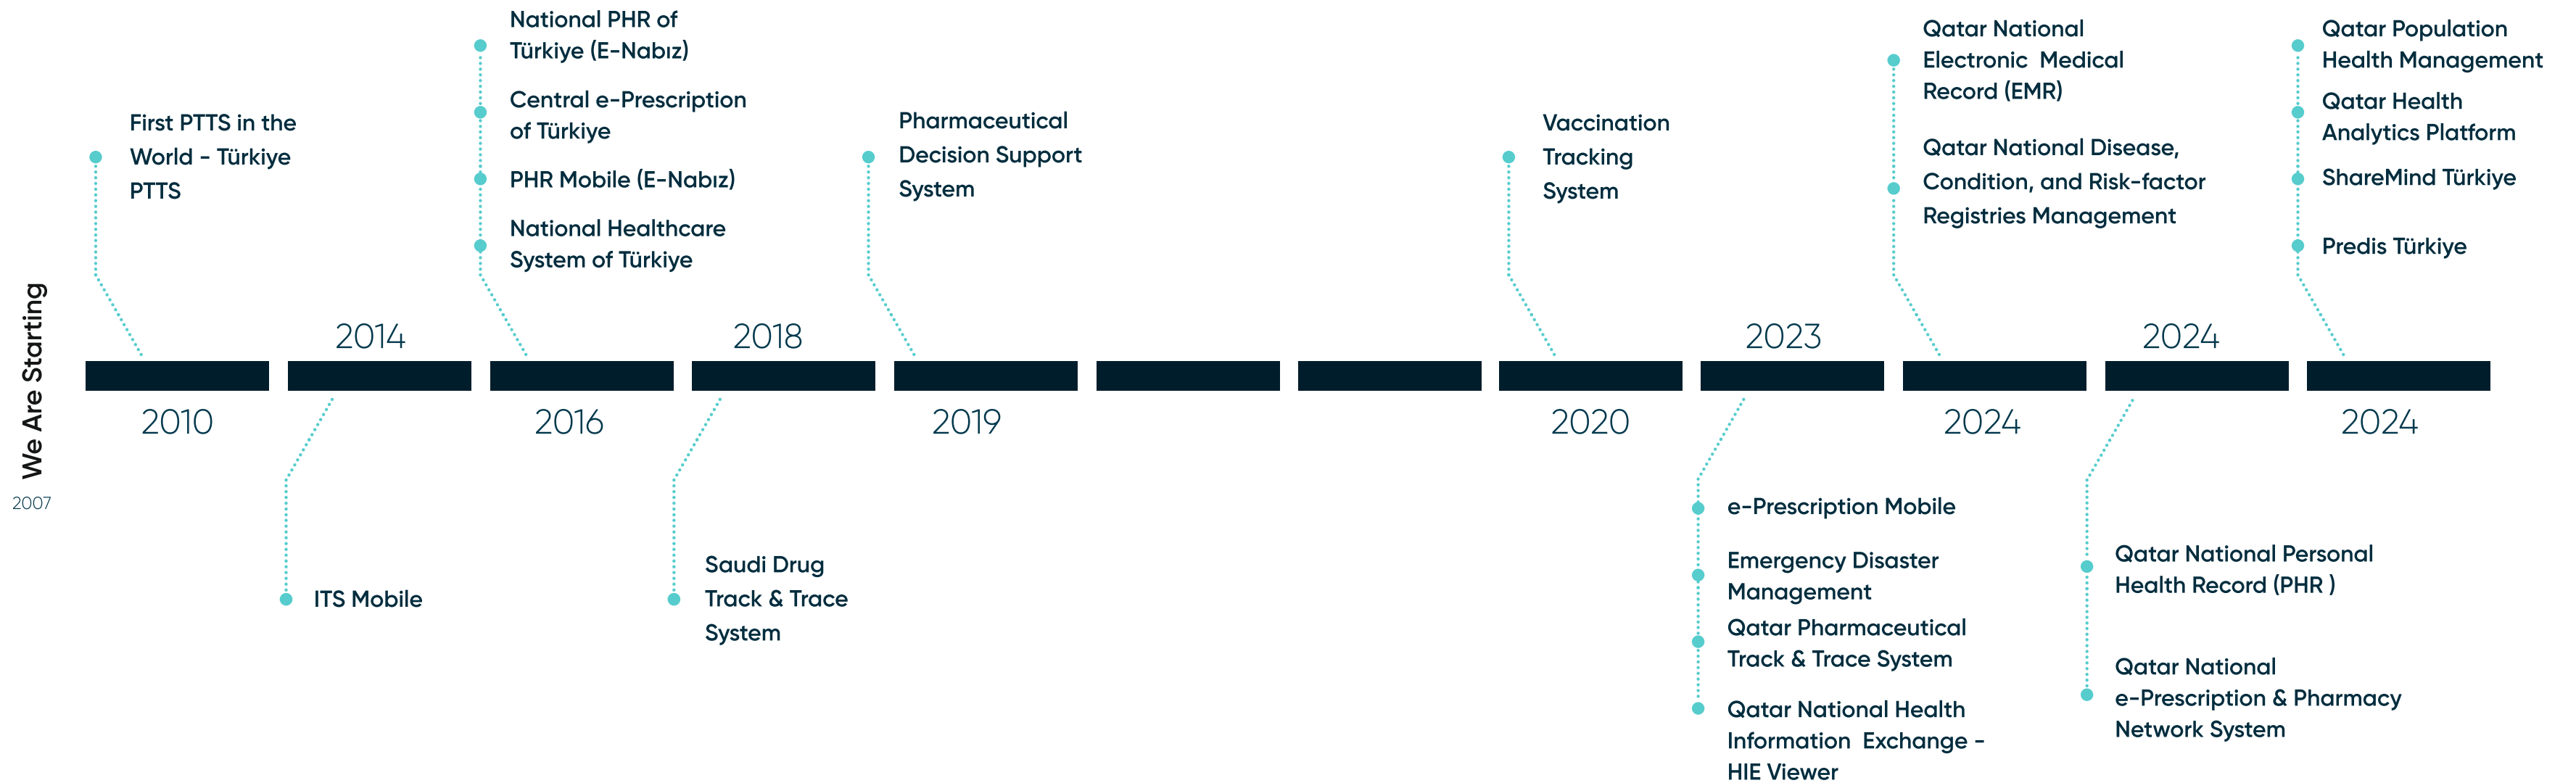 We Are Starting
2007
First PTTS in the
World - Türkiye
PTTS
2010
2014
ITS Mobile
National PHR of
Türkiye (E-Nabız)
Central e-Prescription
of Türkiye
PHR Mobile (E-Nabız)
National Healthcare
System of Türkiye
2016
2018
Saudi Drug
Track & Trace
System
Pharmaceutical
Decision Support
System
2019
Vaccination
Tracking
System
2020
2023
e-Prescription Mobile
Emergency Disaster
Management
Qatar Pharmaceutical
Track & Trace System
Qatar National Health
Information Exchange -
HIE Viewer
Qatar National
Electronic Medical
Record (EMR)
Qatar National Disease,
Condition, and Risk-factor
Registries Management
2024
2024
Qatar National Personal
Health Record (PHR )
Qatar National
e-Prescription & Pharmacy
Network System
Qatar Population
Health Management
Qatar Health
Analytics Platform
ShareMind Türkiye
Predis Türkiye
2024